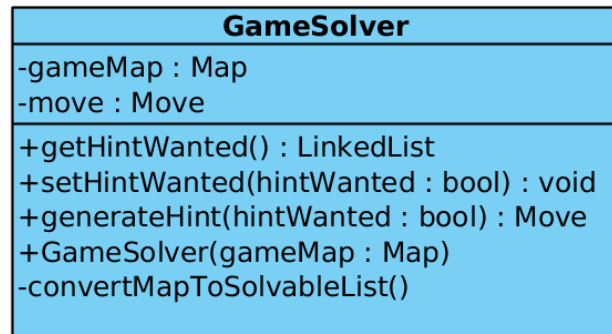 GameSolver
-gameMap : Map
-move : Move
+getHintWanted() : LinkedList
+setHintWanted(hintWanted : bool) : void
+generateHint(hintWanted : bool) : Move
+GameSolver(gameMap : Map)
-convertMapToSolvableList()